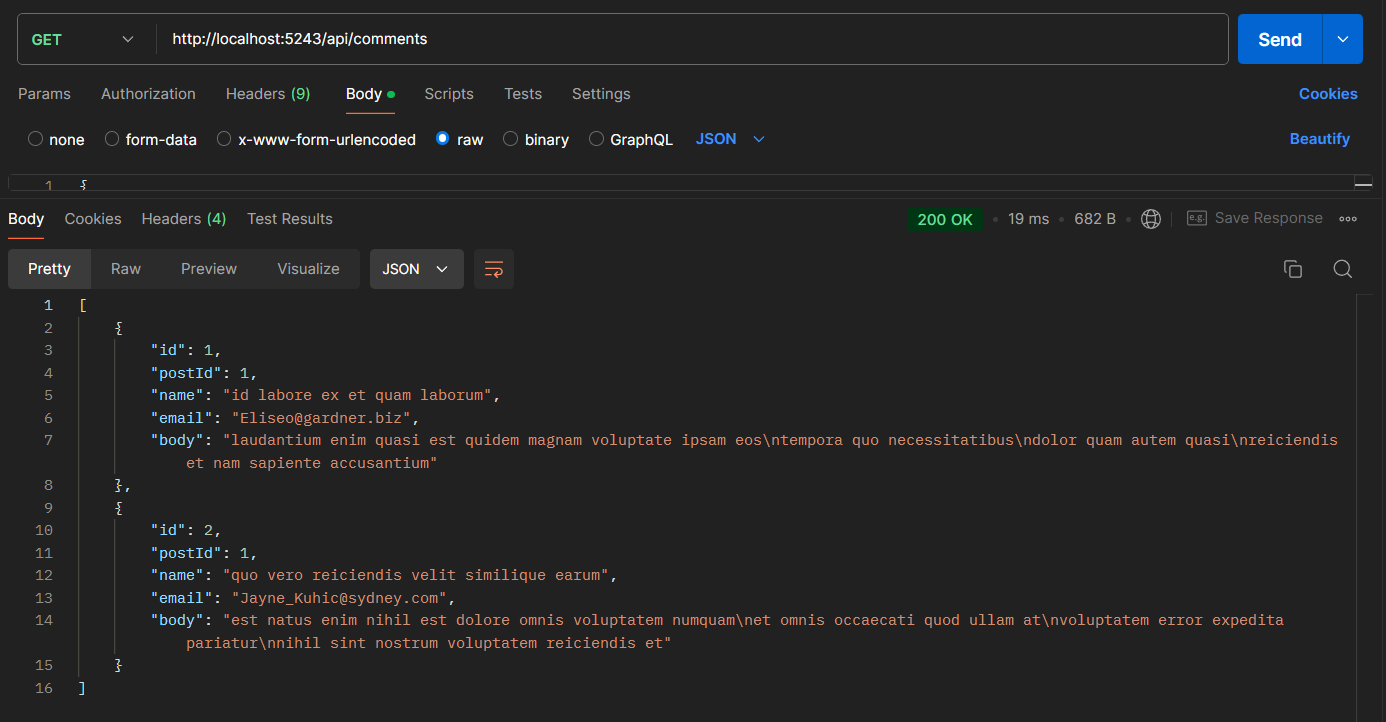 GET http://localhost:5243/api/comments Send
Params Authorization Headers (9) Body Scripts Tests Settings Cookies
none form-data x-www-form-urlencoded raw binary GraphQL JSON Beautify
1 {
Body Cookies Headers (4) Test Results 200 OK 19 ms 682 B e.g. Save Response
Pretty Raw Preview Visualize JSON
1 [
2 {
3 "id": 1,
4 "postId": 1,
5 "name": "id labore ex et quam laborum",
6 "email": "Eliseo@gardner.biz",
7 "body": "laudantium enim quasi est quidem magnam voluptate ipsam eos\ntempora quo necessitatibus\ndolor quam autem quasi\nreiciendis
et nam sapiente accusantium"
8 },
9 {
10 "id": 2,
11 "postId": 1,
12 "name": "quo vero reiciendis velit similique earum",
13 "email": "Jayne_Kuhic@sydney.com",
14 "body": "est natus enim nihil est dolore omnis voluptatem numquam\net omnis occaecati quod ullam at\nvoluptatem error expedita
pariatur\nnihil sint nostrum voluptatem reiciendis et"
15 }
16 ]